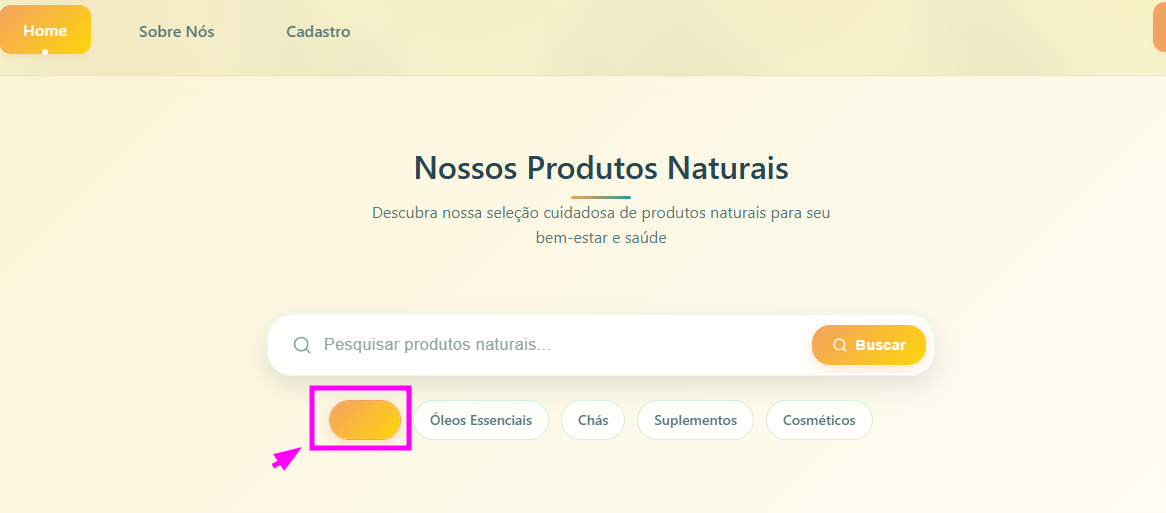 Home
Sobre Nós
Cadastro
Nossos Produtos Naturais
Descubra nossa seleção cuidadosa de produtos naturais para seu
bem-estar e saúde
Pesquisar produtos naturais...
Buscar
Óleos Essenciais
Chás
Suplementos
Cosméticos